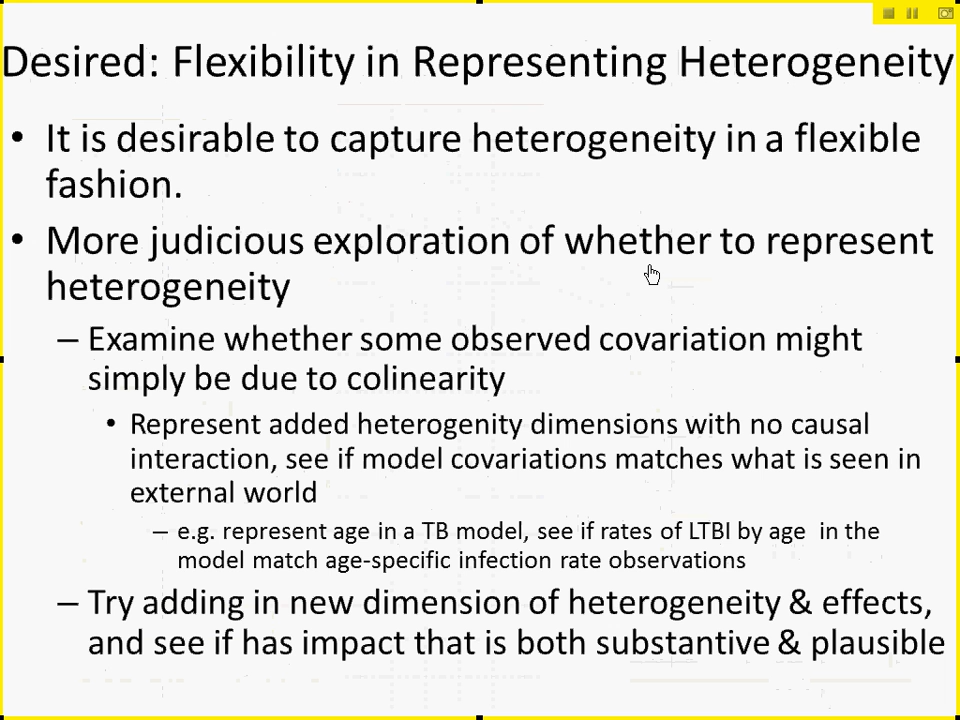 Desired: Flexibility in Representing Heterogeneity
• It is desirable to capture heterogeneity in a flexible
fashion.
• More judicious exploration of whether to represent
heterogeneity
– Examine whether some observed covariation might
simply be due to colinearity
• Represent added heterogenity dimensions with no causal
interaction, see if model covariations matches what is seen in
external world
– e.g. represent age in a TB model, see if rates of LTBI by age in the
model match age-specific infection rate observations
– Try adding in new dimension of heterogeneity & effects,
and see if has impact that is both substantive & plausible